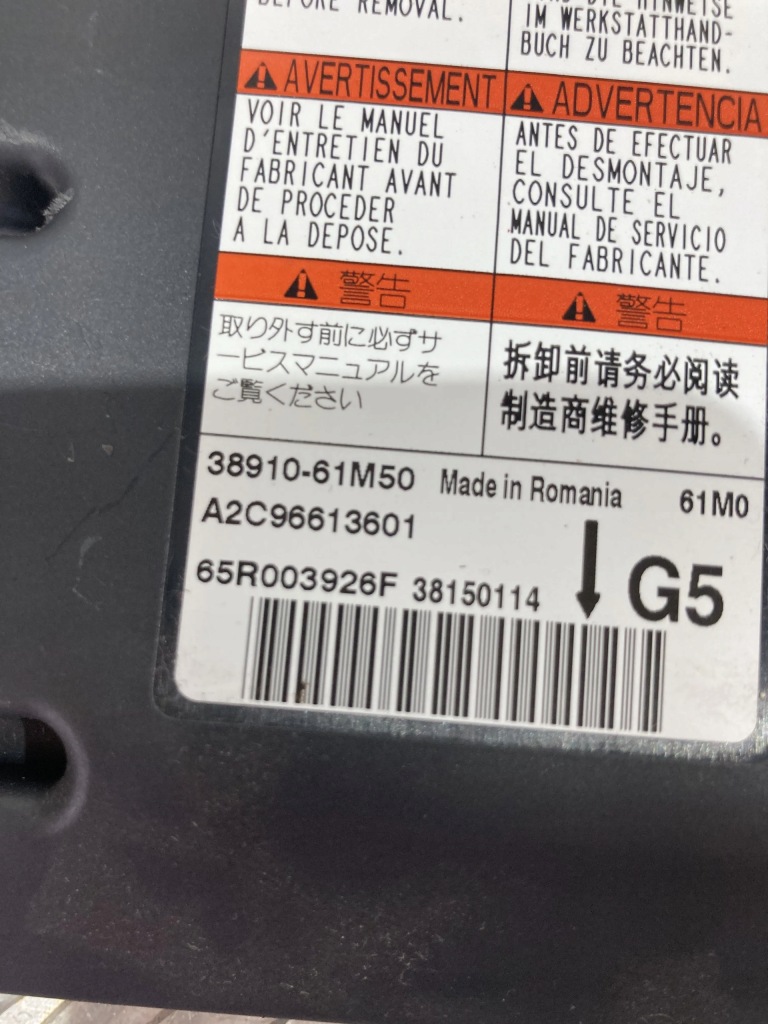 BEFORE REMOVAL.
DIE HINWEISE
IM WERKSTATTHAND-
BUCH ZU BEACHTEN.
AVERTISSEMENT
VOIR LE MANUEL
D'ENTRETIEN DU
FABRICANT AVANT
DE PROCEDER
A LA DEPOSE.
ADVERTENCIA
ANTES DE EFECTUAR
EL DESMONTAJE,
CONSULTE EL
MANUAL DE SERVICIO
DEL FABRICANTE.
警告
取り外す前に必ずサ
ービスマニュアルを
ご覧ください
警告
拆卸前请务必阅读
制造商维修手册。
38910-61M50 Made in Romania 61M0
A2C96613601
65R003926F 38150114 G5